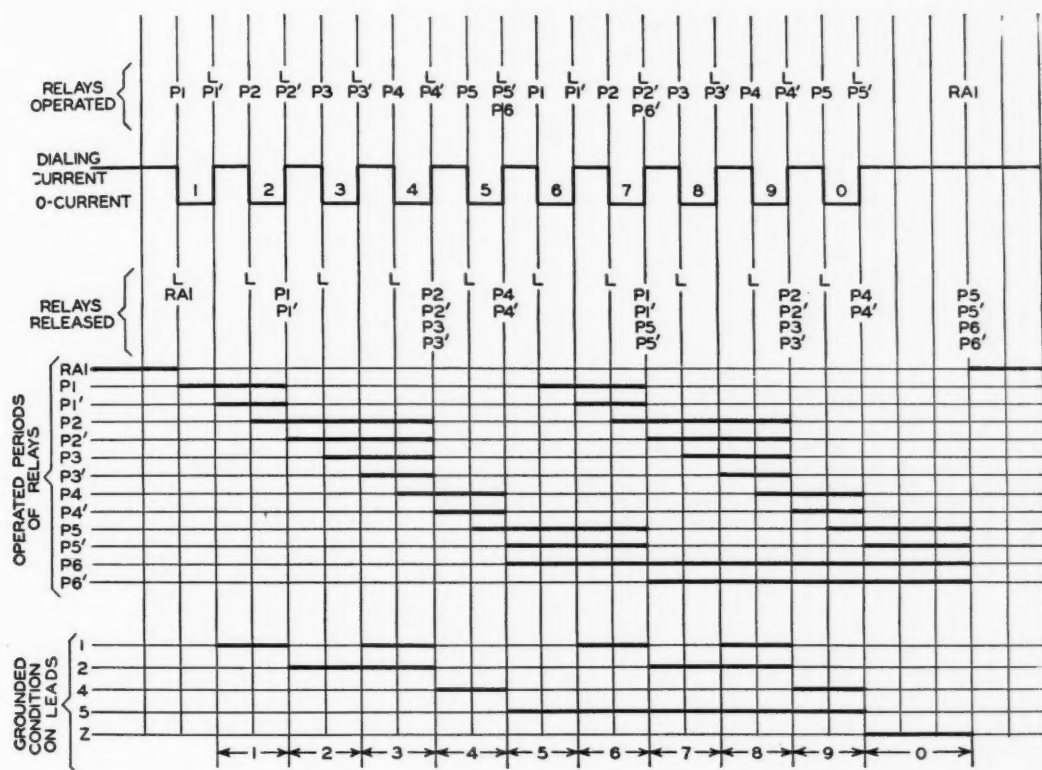 RELAYS OPERATED
P1 L P1' P2 L P2' P3 L P3' P4 L P4' P5 L P5' P6 P1 L P1' P2 L P2' P6' P3 L P3' P4 L P4' P5 L P5' RA1
DIALING CURRENT
0-CURRENT
1 2 3 4 5 6 7 8 9 0
RELAYS RELEASED
L RA1 L P1 P1' L L P2 P2' P3 P3' L P4 P4' L L P1 P1' P5 P5' L L P2 P2' P3 P3' L P4 P4' P5 P5' P6 P6'
OPERATED PERIODS OF RELAYS
RA1
P1
P1'
P2
P2'
P3
P3'
P4
P4'
P5
P5'
P6
P6'
GROUNDED CONDITION ON LEADS
1
2
4
5
Z
1 2 3 4 5 6 7 8 9 0